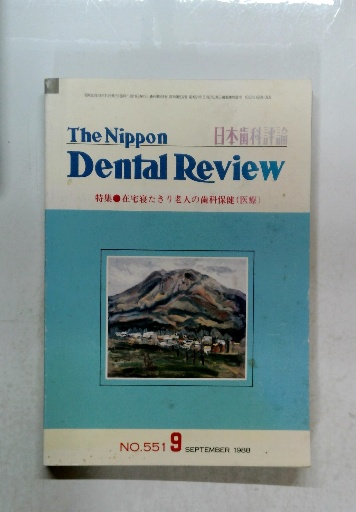 The Nippon 日本歯科評論
Dental Review
特集●在宅寝たきり老人の歯科保健(医療)
NO.551 9 SEPTEMBER 1988